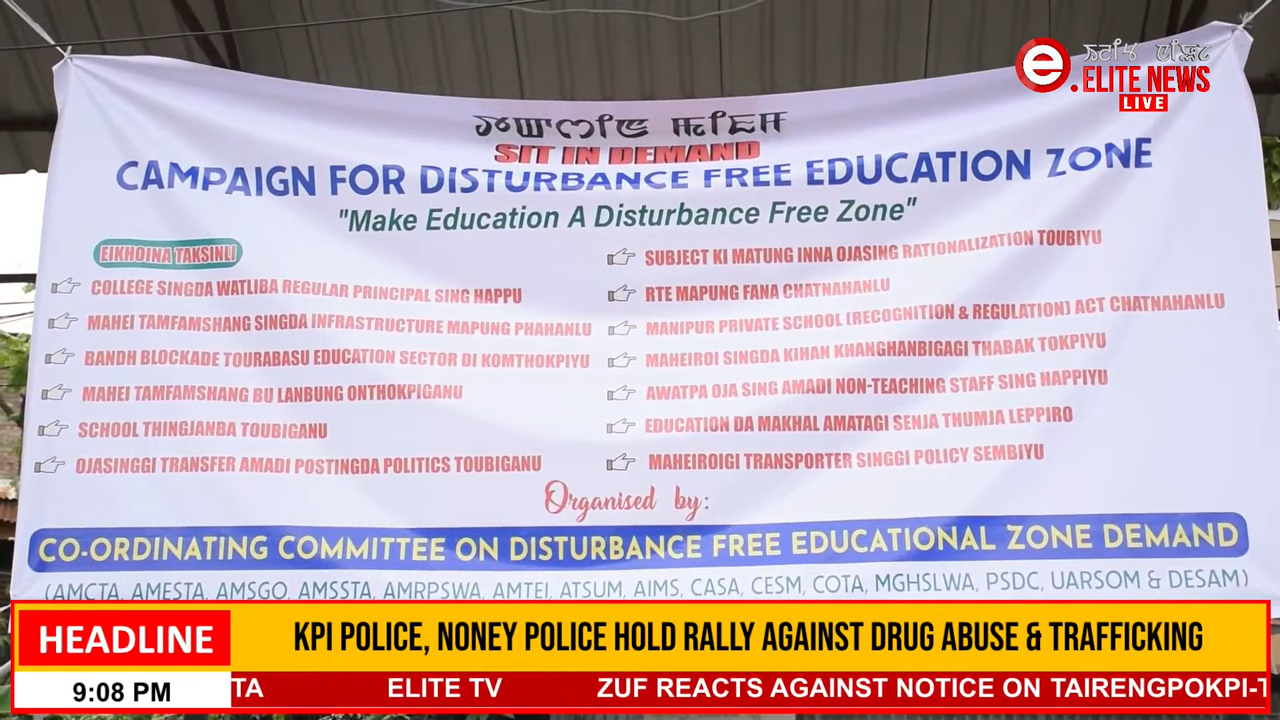 ꯑꯩꯅꯥ ꯂꯥꯏꯅꯥ
e. ELITE NEWS
LIVE
SIT IN DEMAND
CAMPAIGN FOR DISTURBANCE FREE EDUCATION ZONE
"Make Education A Disturbance Free Zone"
EIKHOINA TAKSINLI
COLLEGE SINGDA WATLIBA REGULAR PRINCIPAL SING HAPPU
MAHEI TAMFAMSHANG SINGDA INFRASTRUCTURE MAPUNG PHAHANLU
BANDH BLOCKADE TOURABASU EDUCATION SECTOR DI KOMTHOKPIYU
MAHEI TAMFAMSHANG BU LANBUNG ONTHOKPIGANU
SCHOOL THINGJANBA TOUBIGANU
OJASINGGI TRANSFER AMADI POSTINGDA POLITICS TOUBIGANU
SUBJECT KI MATUNG INNA OJASING RATIONALIZATION TOUBIYU
RTE MAPUNG FANA CHATNAHANLU
MANIPUR PRIVATE SCHOOL (RECOGNITION & REGULATION) ACT CHATNAHANLU
MAHEIROI SINGDA KIHAN KHANGHANBIGAGI THABAK TOKPIYU
AWATPA OJA SING AMADI NON-TEACHING STAFF SING HAPPIYU
EDUCATION DA MAKHAL AMATAGI SENJA THUMJA LEPPIRO
MAHEIROIGI TRANSPORTER SINGGI POLICY SEMBIYU
Organised by:
CO-ORDINATING COMMITTEE ON DISTURBANCE FREE EDUCATIONAL ZONE DEMAND
(AMCTA, AMESTA, AMSGO, AMSSTA, AMRPSWA, AMTEI, ATSUM, AIMS, CASA, CESM, COTA, MGHSLWA, PSDC, UARSOM & DESAM)
HEADLINE
KPI POLICE, NONEY POLICE HOLD RALLY AGAINST DRUG ABUSE & TRAFFICKING
9:08 PM
TA ELITE TV ZUF REACTS AGAINST NOTICE ON TAIRENGPOKPI-T